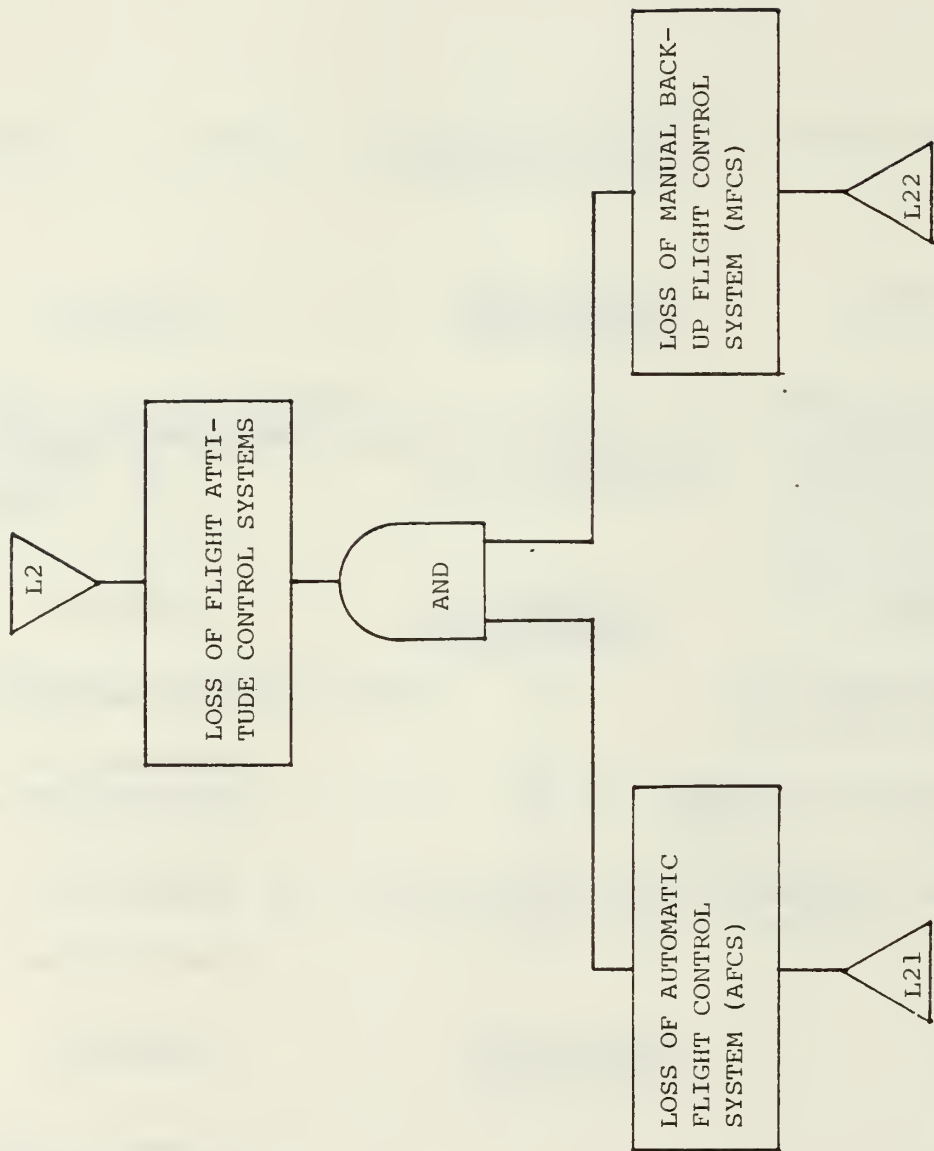 L2
LOSS OF FLIGHT ATTI-
TUDE CONTROL SYSTEMS
AND
LOSS OF AUTOMATIC
FLIGHT CONTROL
SYSTEM (AFCS)
L21
LOSS OF MANUAL BACK-
UP FLIGHT CONTROL
SYSTEM (MFCS)
L22